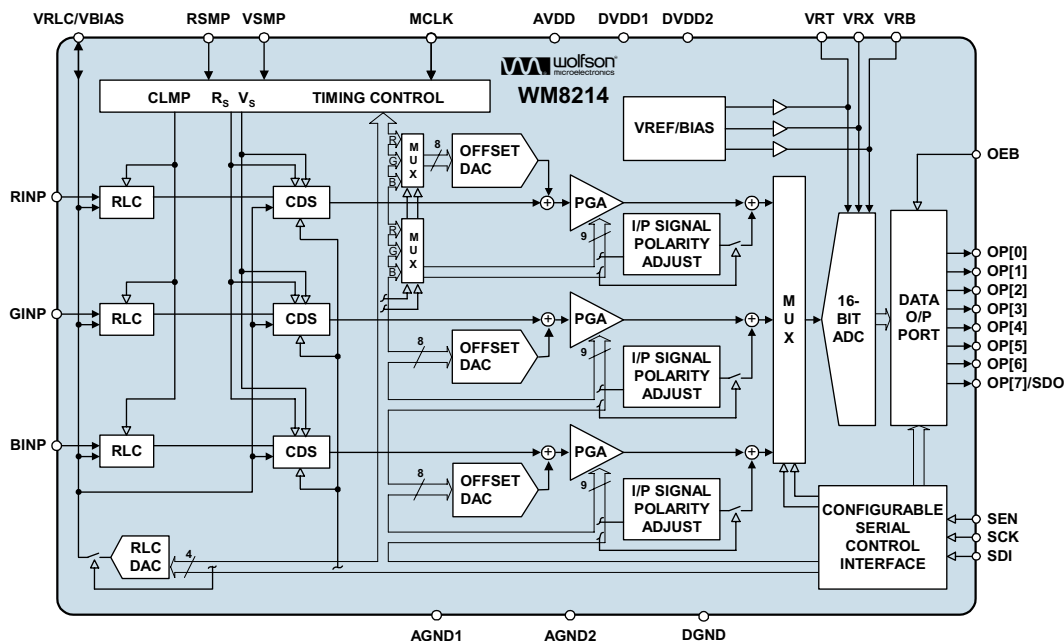 VRLC/VBIAS RSMP VSMP MCLK AVDD DVDD1 DVDD2 VRT VRX VRB
wolfson
microelectronics
WM8214
CLMP RS VS TIMING CONTROL
VREF/BIAS
OEB
R
G
B
MUX
8
OFFSET
DAC
RINP
RLC
CDS
PGA
I/P SIGNAL
POLARITY
ADJUST
9
R
G
B
MUX
GINP
RLC
CDS
8
OFFSET
DAC
PGA
9
I/P SIGNAL
POLARITY
ADJUST
MUX
16-
BIT
ADC
DATA
O/P
PORT
OP[0]
OP[1]
OP[2]
OP[3]
OP[4]
OP[5]
OP[6]
OP[7]/SDO
BINP
RLC
CDS
8
OFFSET
DAC
PGA
9
I/P SIGNAL
POLARITY
ADJUST
CONFIGURABLE
SERIAL
CONTROL
INTERFACE
SEN
SCK
SDI
RLC
DAC
4
AGND1 AGND2 DGND